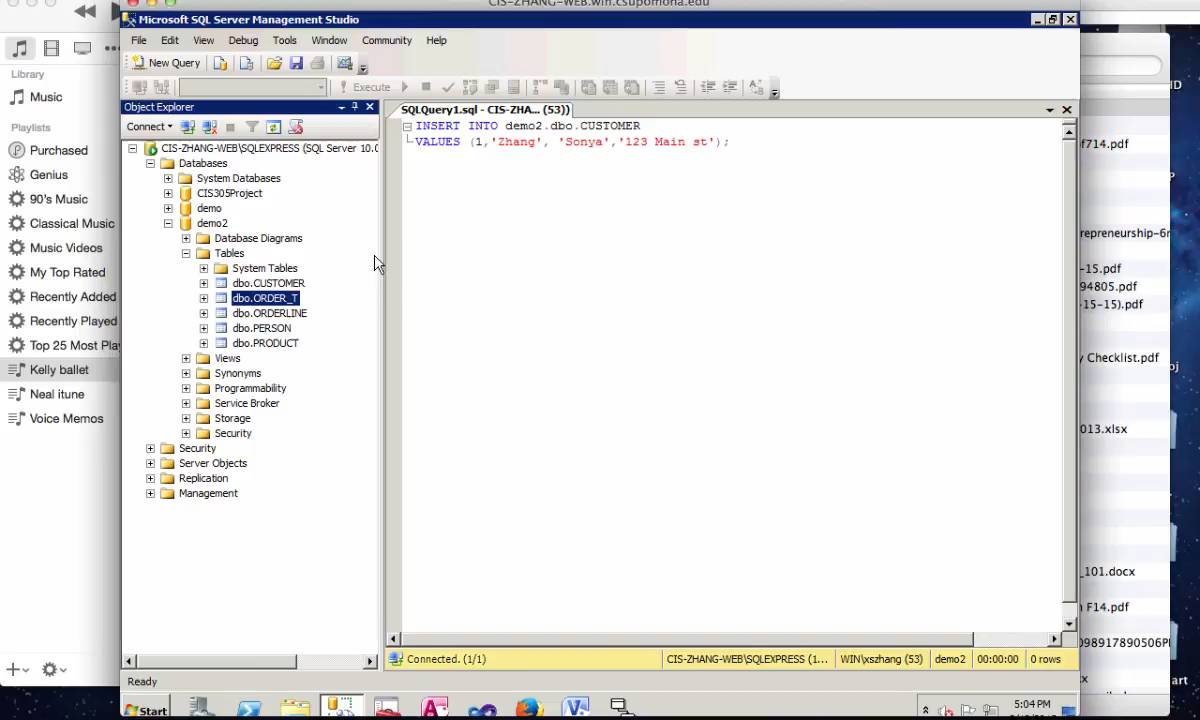 CIS-ZHANG-WEB.win.csupomona.edu
Microsoft SQL Server Management Studio
File Edit View Debug Tools Window Community Help
New Query
Execute
Object Explorer
Connect
CIS-ZHANG-WEB\SQLEXPRESS (SQL Server 10.0
Databases
System Databases
CIS305Project
demo
demo2
Database Diagrams
Tables
System Tables
dbo.CUSTOMER
dbo.ORDER_T
dbo.ORDERLINE
dbo.PERSON
dbo.PRODUCT
Views
Synonyms
Programmability
Service Broker
Storage
Security
Security
Server Objects
Replication
Management
SQLQuery1.sql - CIS-ZHA... (53))
INSERT INTO demo2.dbo.CUSTOMER
VALUES (1,'Zhang', 'Sonya','123 Main st');
Connected. (1/1)
CIS-ZHANG-WEB\SQLEXPRESS (1... WIN\xszhang (53) demo2 00:00:00 0 rows
Ready
Start
5:04 PM
Library
Music
Playlists
Purchased
Genius
90's Music
Classical Music
Music Videos
My Top Rated
Recently Added
Recently Played
Top 25 Most Pla
Kelly ballet
Neal itune
Voice Memos
ID
f714.pdf
repreneurship-6r
-15.pdf
94805.pdf
-15-15).pdf
y Checklist.pdf
oj
013.xlsx
_101.docx
n F14.pdf
098917890506P
art